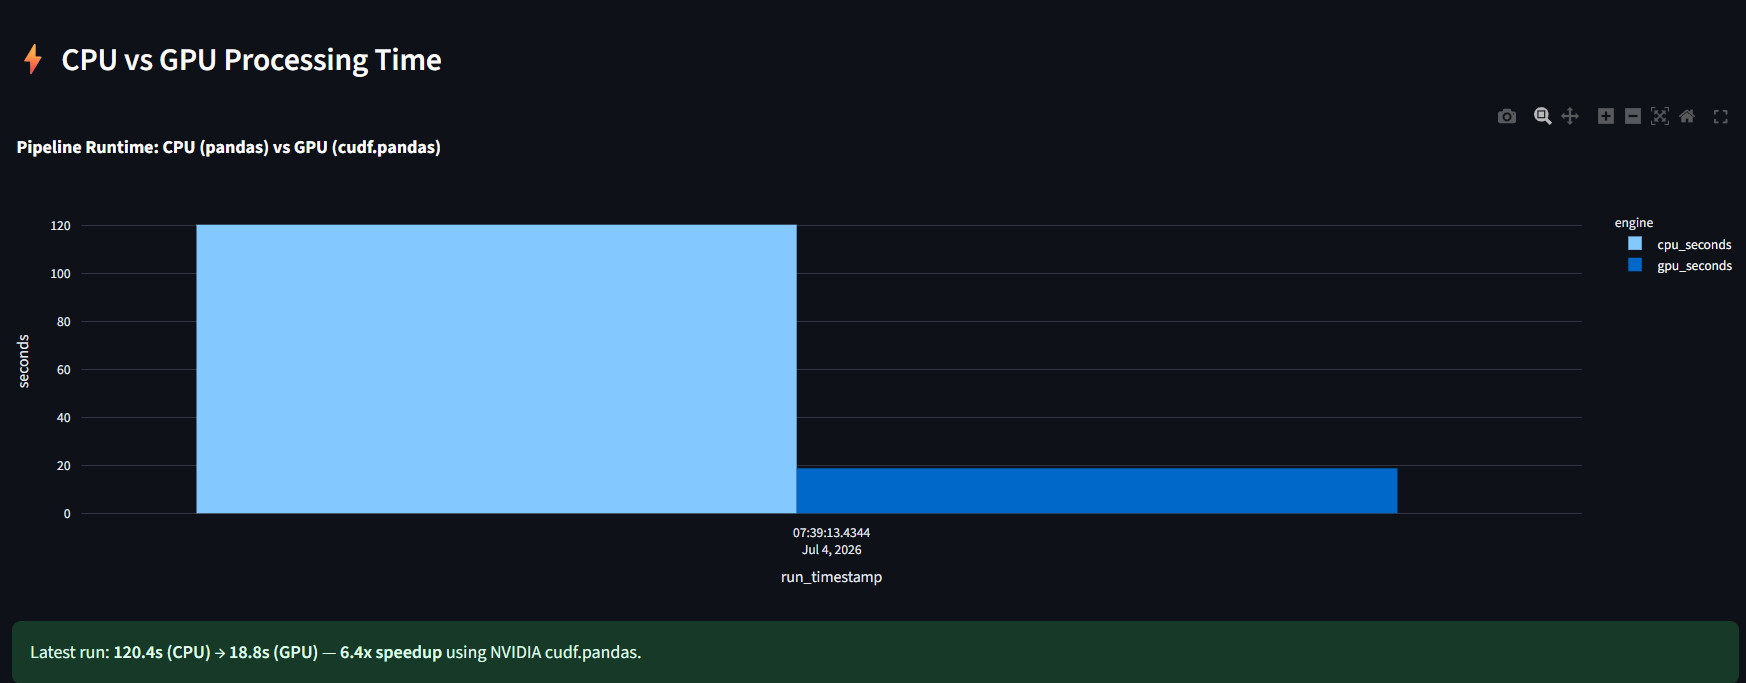 ⚡ CPU vs GPU Processing Time
Pipeline Runtime: CPU (pandas) vs GPU (cudf.pandas)
120
100
80
60
40
20
0
seconds
07:39:13.4344
Jul 4, 2026
run_timestamp
engine
cpu_seconds
gpu_seconds
Latest run: 120.4s (CPU) → 18.8s (GPU) — 6.4x speedup using NVIDIA cudf.pandas.